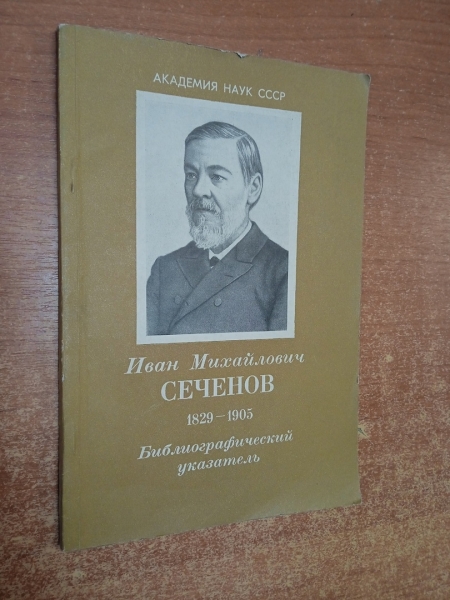 АКАДЕМИЯ НАУК СССР
Иван Михайлович
СЕЧЕНОВ
1829–1905
Библиографический
указатель